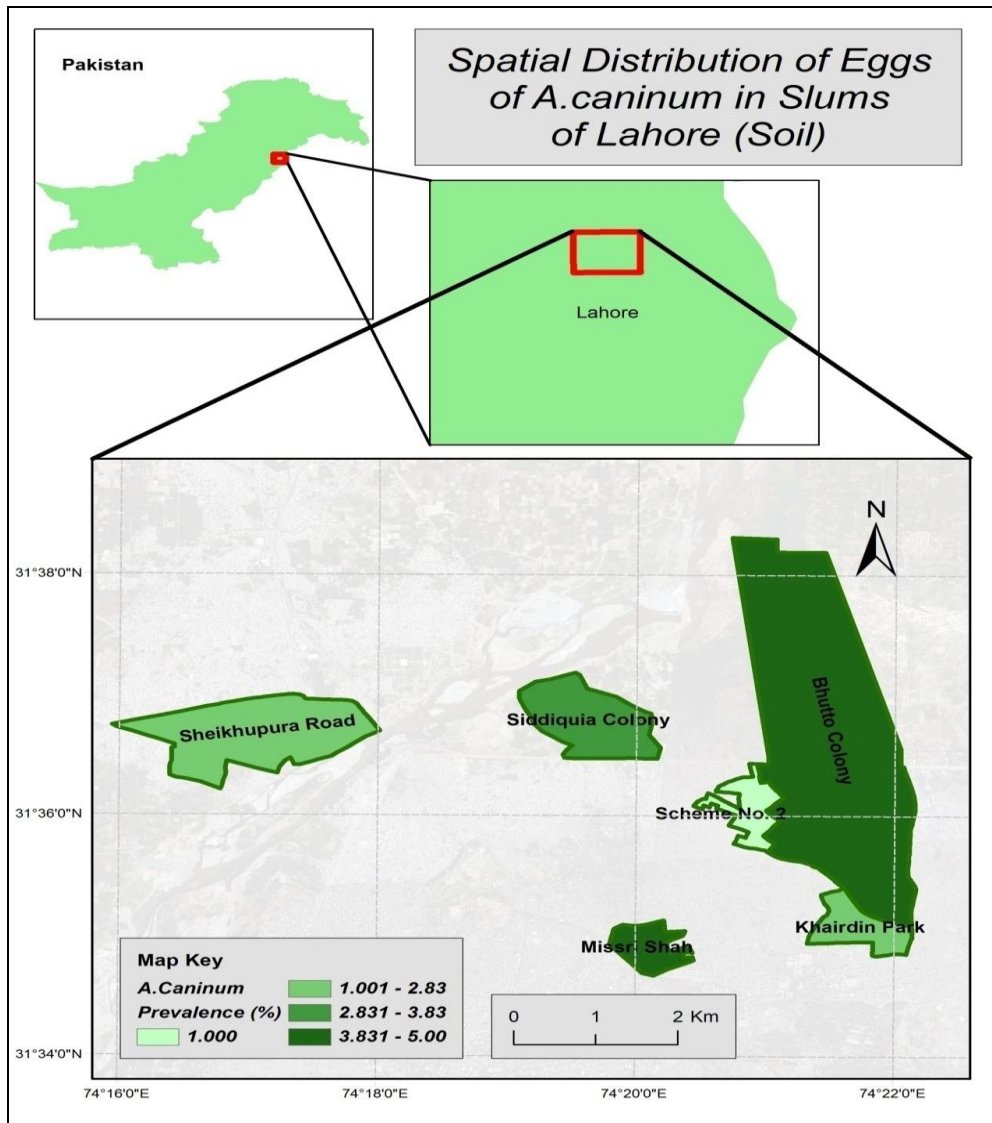 Pakistan
Spatial Distribution of Eggs
of A.caninum in Slums
of Lahore (Soil)
Lahore
N
31°38'0"N
31°36'0"N
31°34'0"N
Sheikhupura Road
Siddiquia Colony
Bhutto Colony
Scheme No. 2
Khairdin Park
Missri Shah
Map Key
A.Caninum
Prevalence (%)
1.000
1.001 - 2.83
2.831 - 3.83
3.831 - 5.00
0 1 2 Km
74°16'0"E 74°18'0"E 74°20'0"E 74°22'0"E